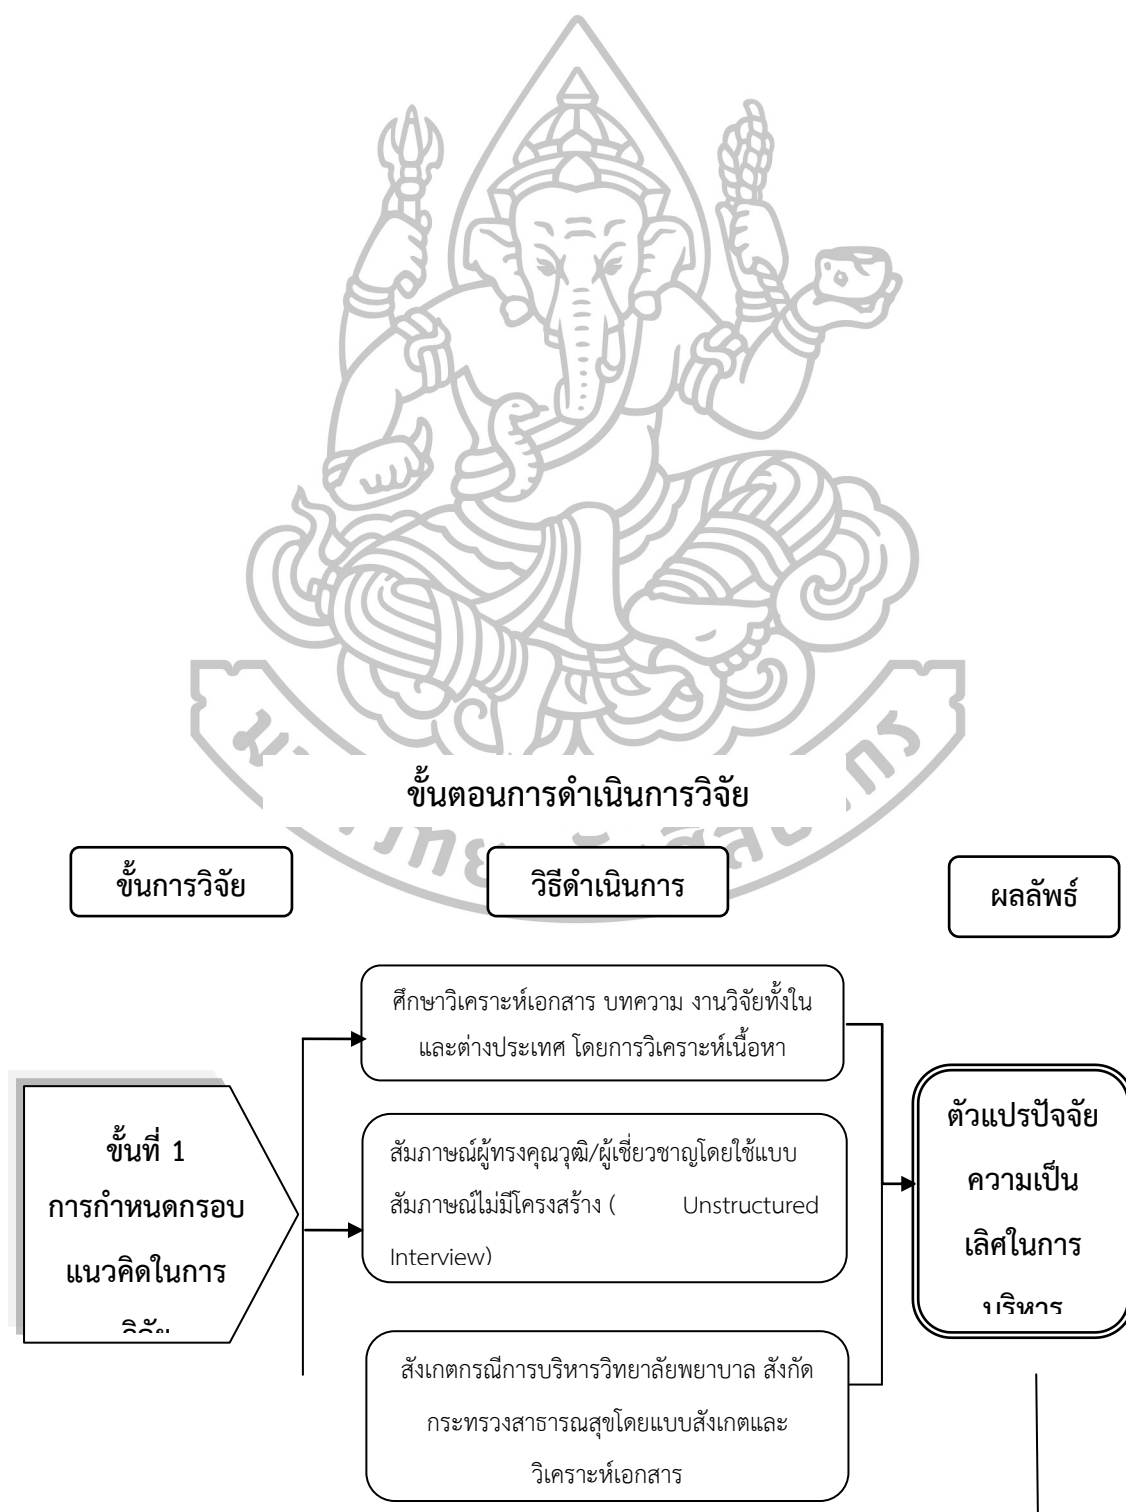 ขั้นตอนการดำเนินการวิจัย
ขั้นการวิจัย
วิธีดำเนินการ
ผลลัพธ์
ศึกษาวิเคราะห์เอกสาร บทความ งานวิจัยทั้งใน
และต่างประเทศ โดยการวิเคราะห์เนื้อหา
ขั้นที่ 1
การกำหนดกรอบ
แนวคิดในการ
วิจัย
สัมภาษณ์ผู้ทรงคุณวุฒิ/ผู้เชี่ยวชาญโดยใช้แบบ
สัมภาษณ์ไม่มีโครงสร้าง ( Unstructured
Interview)
สังเกตกรณีการบริหารวิทยาลัยพยาบาล สังกัด
กระทรวงสาธารณสุขโดยแบบสังเกตและ
วิเคราะห์เอกสาร
ตัวแปรปัจจัย
ความเป็น
เลิศในการ
บริหาร